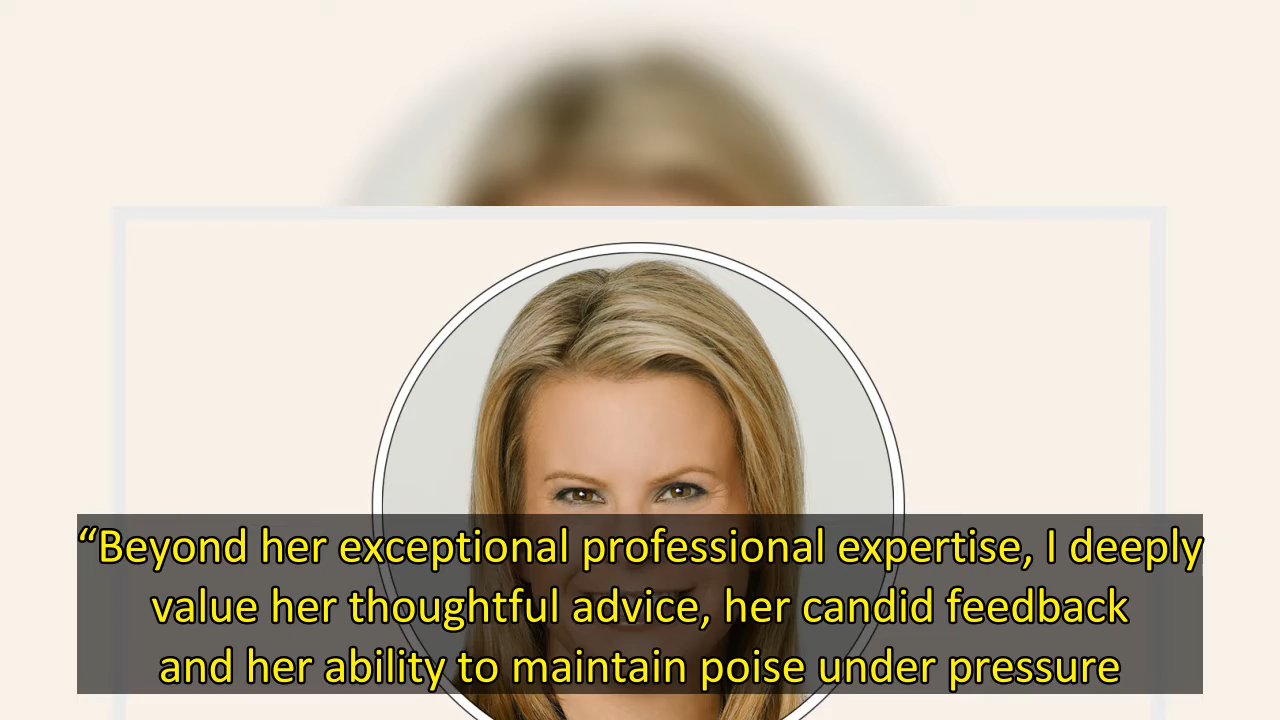 “Beyond her exceptional professional expertise, I deeply
value her thoughtful advice, her candid feedback
and her ability to maintain poise under pressure